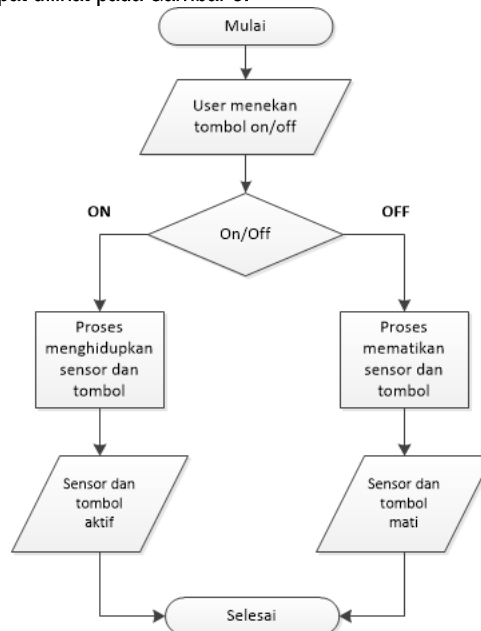 Mulai
User menekan
tombol on/off
ON
OFF
On/Off
Proses
menghidupkan
sensor dan
tombol
Proses
mematikan
sensor dan
tombol
Sensor dan
tombol
aktif
Sensor dan
tombol
mati
Selesai